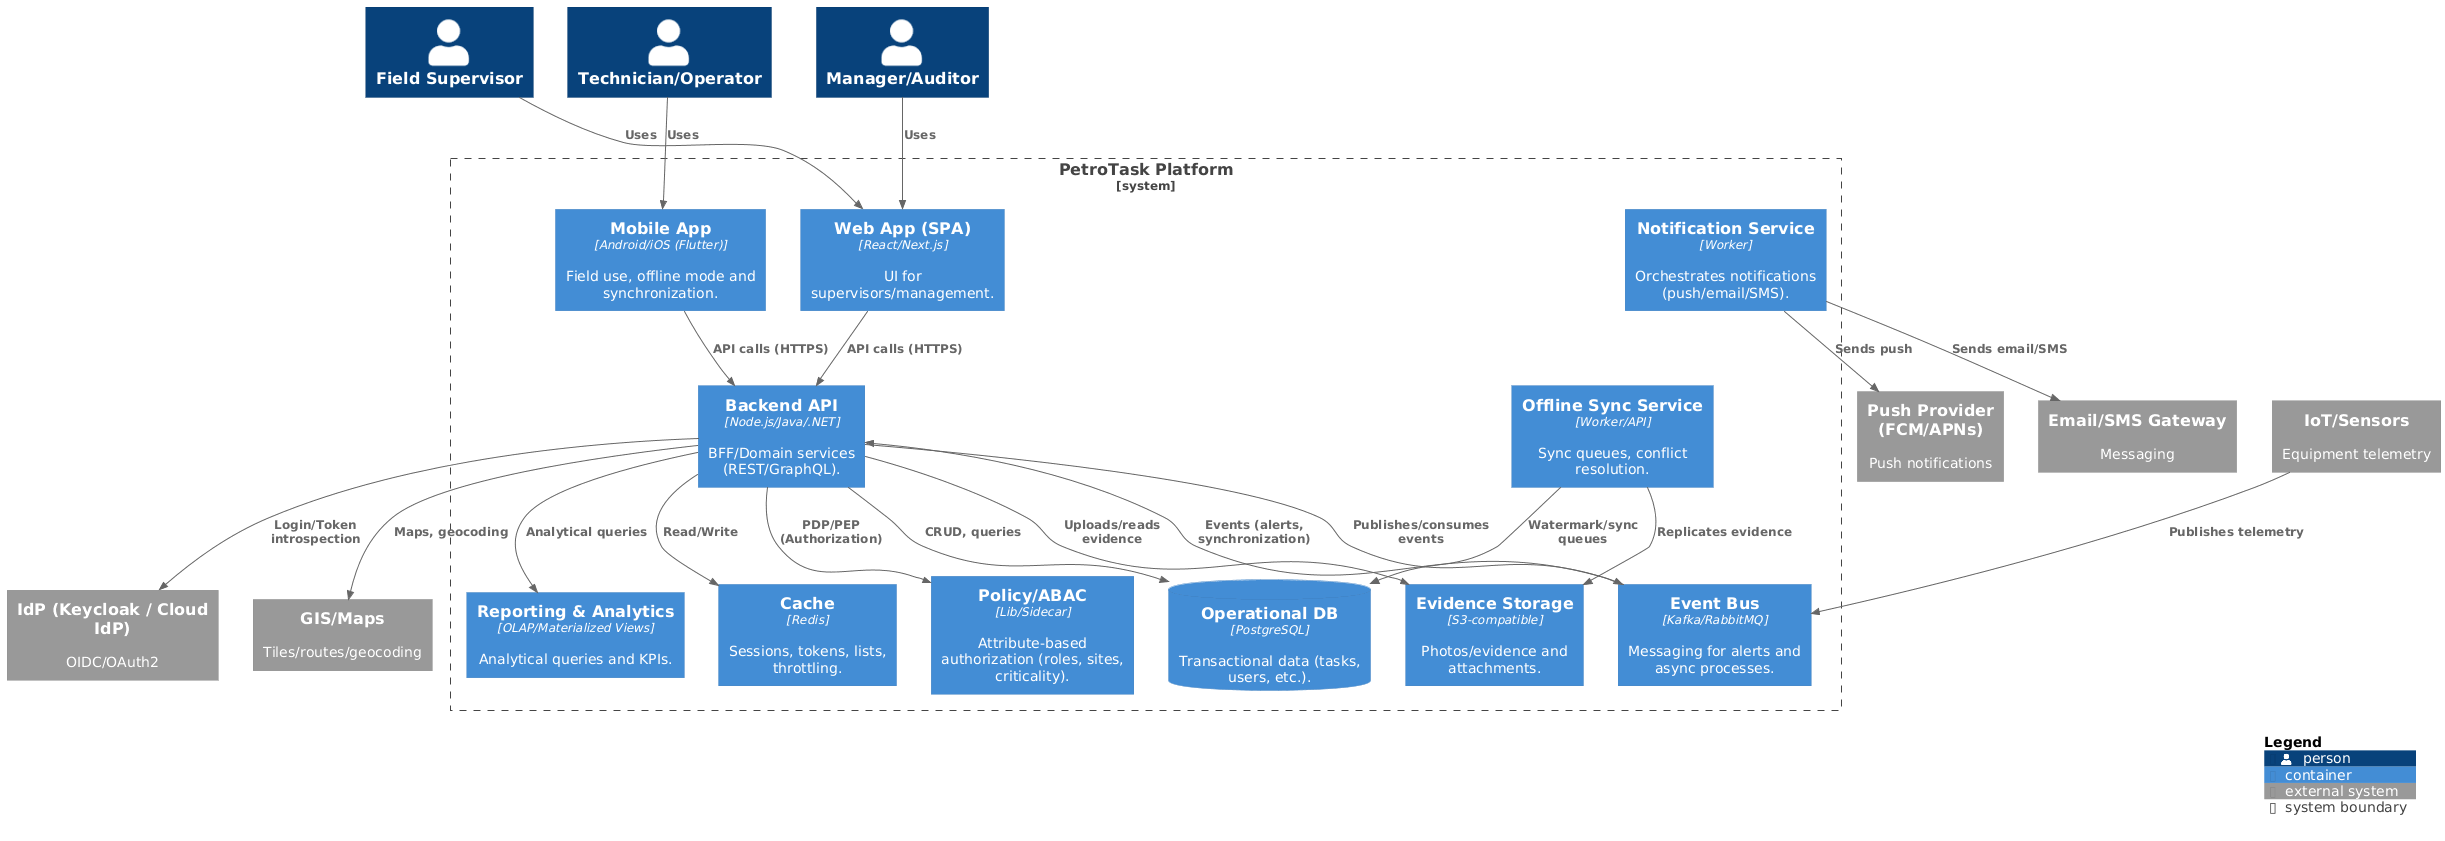 Field Supervisor
Technician/Operator
Manager/Auditor
Uses
Uses
Uses
PetroTask Platform
[system]
Mobile App
[Android/iOS (Flutter)]
Field use, offline mode and
synchronization.
Web App (SPA)
[React/Next.js]
UI for
supervisors/management.
Notification Service
[Worker]
Orchestrates notifications
(push/email/SMS).
API calls (HTTPS)
API calls (HTTPS)
Sends push
Sends email/SMS
Backend API
[Node.js/Java/.NET]
BFF/Domain services
(REST/GraphQL).
Offline Sync Service
[Worker/API]
Sync queues, conflict
resolution.
Push Provider
(FCM/APNs)
Push notifications
Email/SMS Gateway
Messaging
IoT/Sensors
Equipment telemetry
Login/Token
introspection
Maps, geocoding
Analytical queries
Read/Write
PDP/PEP
(Authorization)
CRUD, queries
Uploads/reads
evidence
Events (alerts,
synchronization)
Publishes/consumes
events
Watermark/sync
queues
Replicates evidence
Publishes telemetry
IdP (Keycloak / Cloud
IdP)
OIDC/OAuth2
GIS/Maps
Tiles/routes/geocoding
Reporting & Analytics
[OLAP/Materialized Views]
Analytical queries and KPIs.
Cache
[Redis]
Sessions, tokens, lists,
throttling.
Policy/ABAC
[Lib/Sidecar]
Attribute-based
authorization (roles, sites,
criticality).
Operational DB
[PostgreSQL]
Transactional data (tasks,
users, etc.).
Evidence Storage
[S3-compatible]
Photos/evidence and
attachments.
Event Bus
[Kafka/RabbitMQ]
Messaging for alerts and
async processes.
Legend
person
container
external system
system boundary